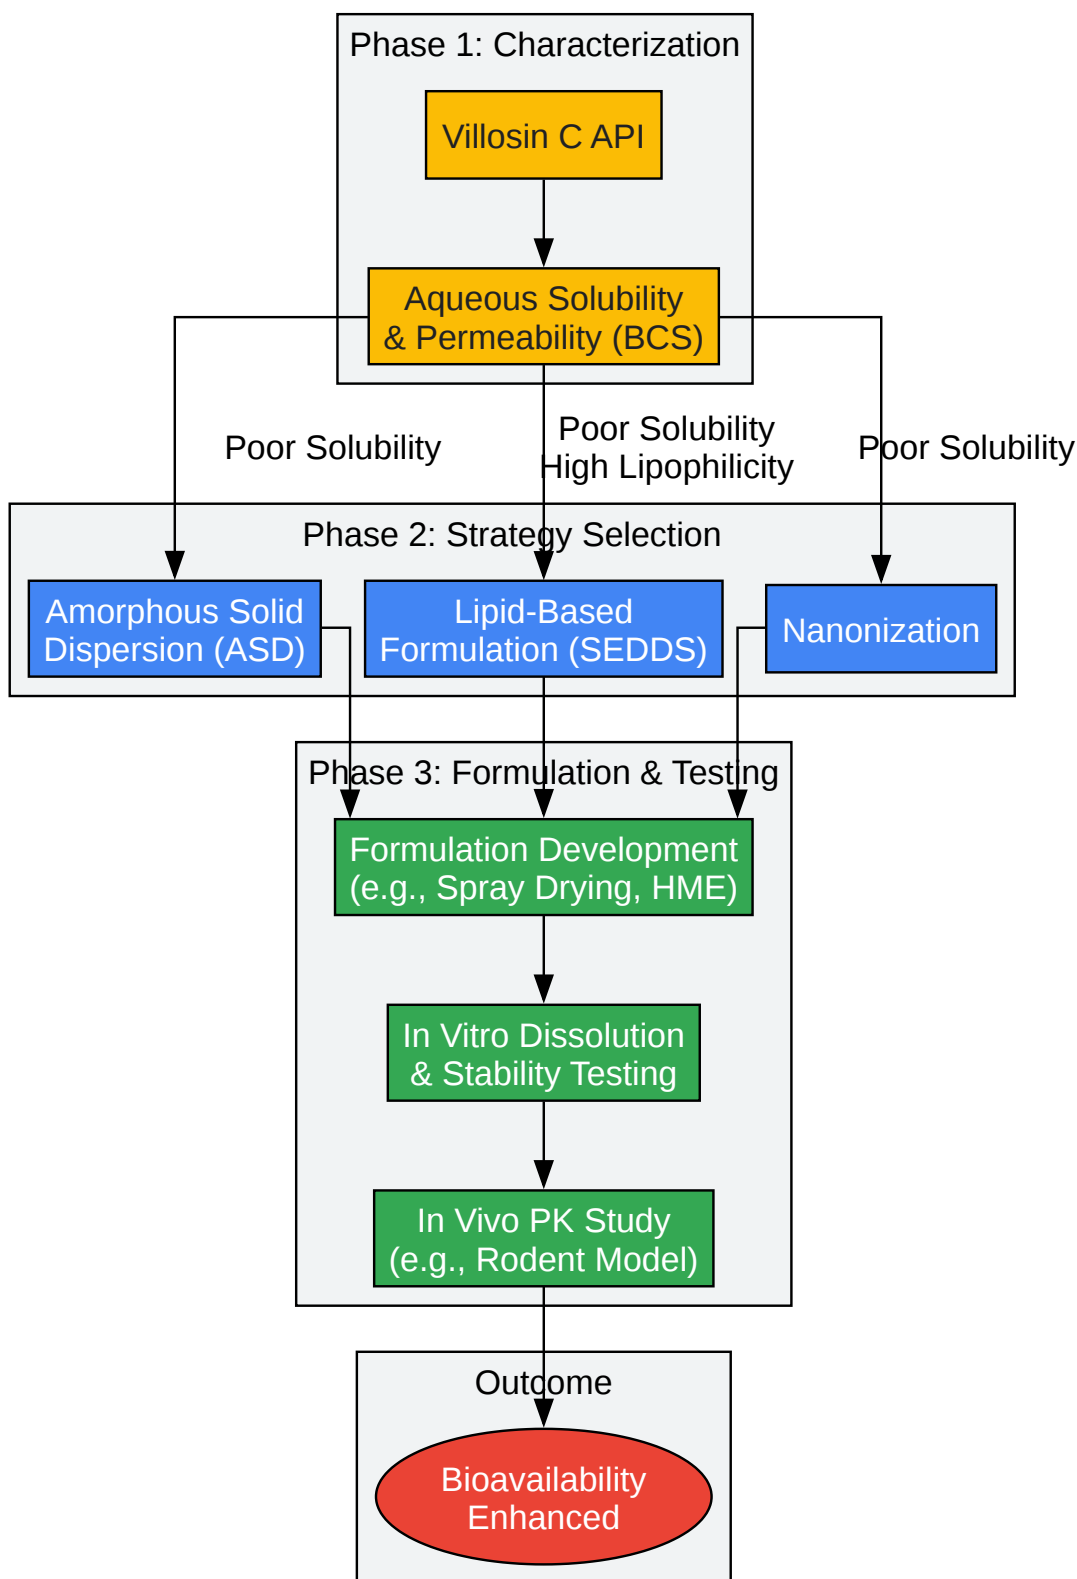 Phase 1: Characterization
Villosin C API
Aqueous Solubility
& Permeability (BCS)
Poor Solubility
Poor Solubility
High Lipophilicity
Poor Solubility
Phase 2: Strategy Selection
Amorphous Solid
Dispersion (ASD)
Lipid-Based
Formulation (SEDDS)
Nanonization
Phase 3: Formulation & Testing
Formulation Development
(e.g., Spray Drying, HME)
In Vitro Dissolution
& Stability Testing
In Vivo PK Study
(e.g., Rodent Model)
Outcome
Bioavailability
Enhanced